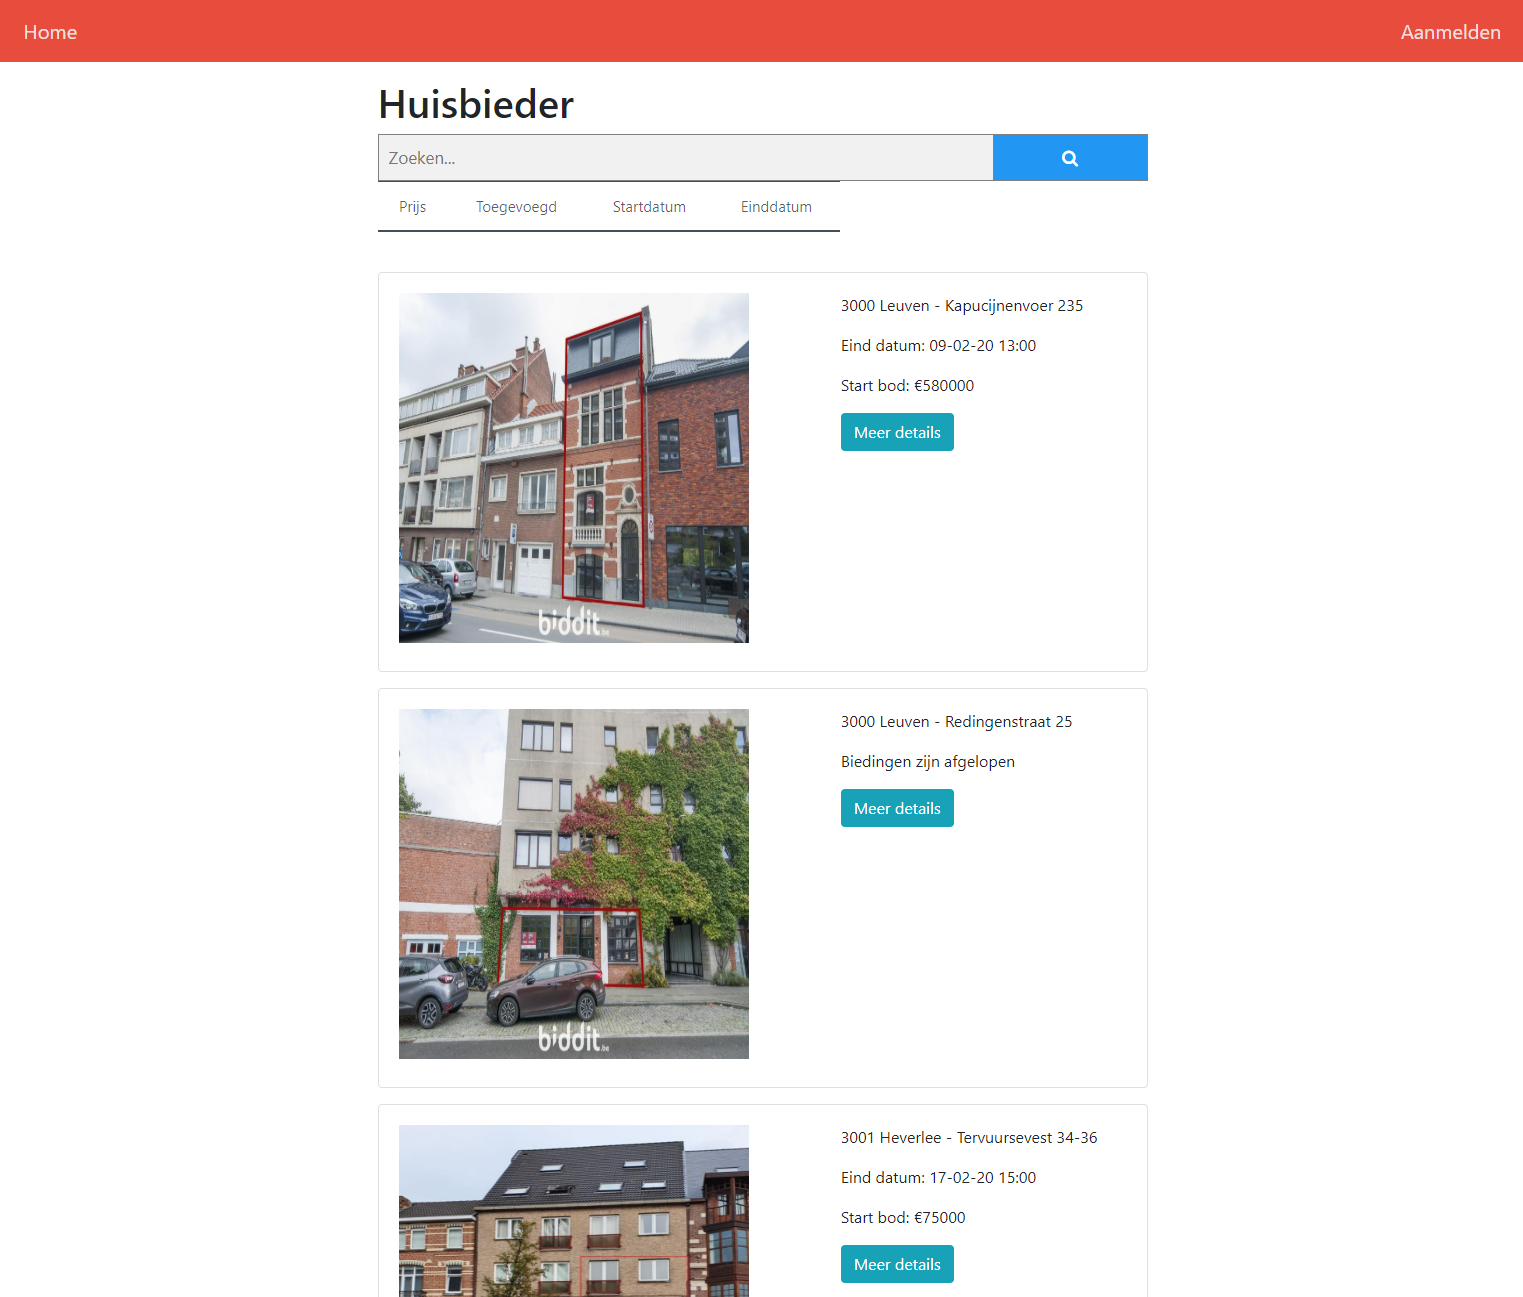 Home
Aanmelden
Huisbieder
Zoeken...
Prijs
Toegevoegd
Startdatum
Einddatum
3000 Leuven - Kapucijnenvoer 235
Eind datum: 09-02-20 13:00
Start bod: €580000
Meer details
biddit.be
3000 Leuven - Redingenstraat 25
Biedingen zijn afgelopen
Meer details
biddit.be
3001 Heverlee - Tervuursevest 34-36
Eind datum: 17-02-20 15:00
Start bod: €75000
Meer details